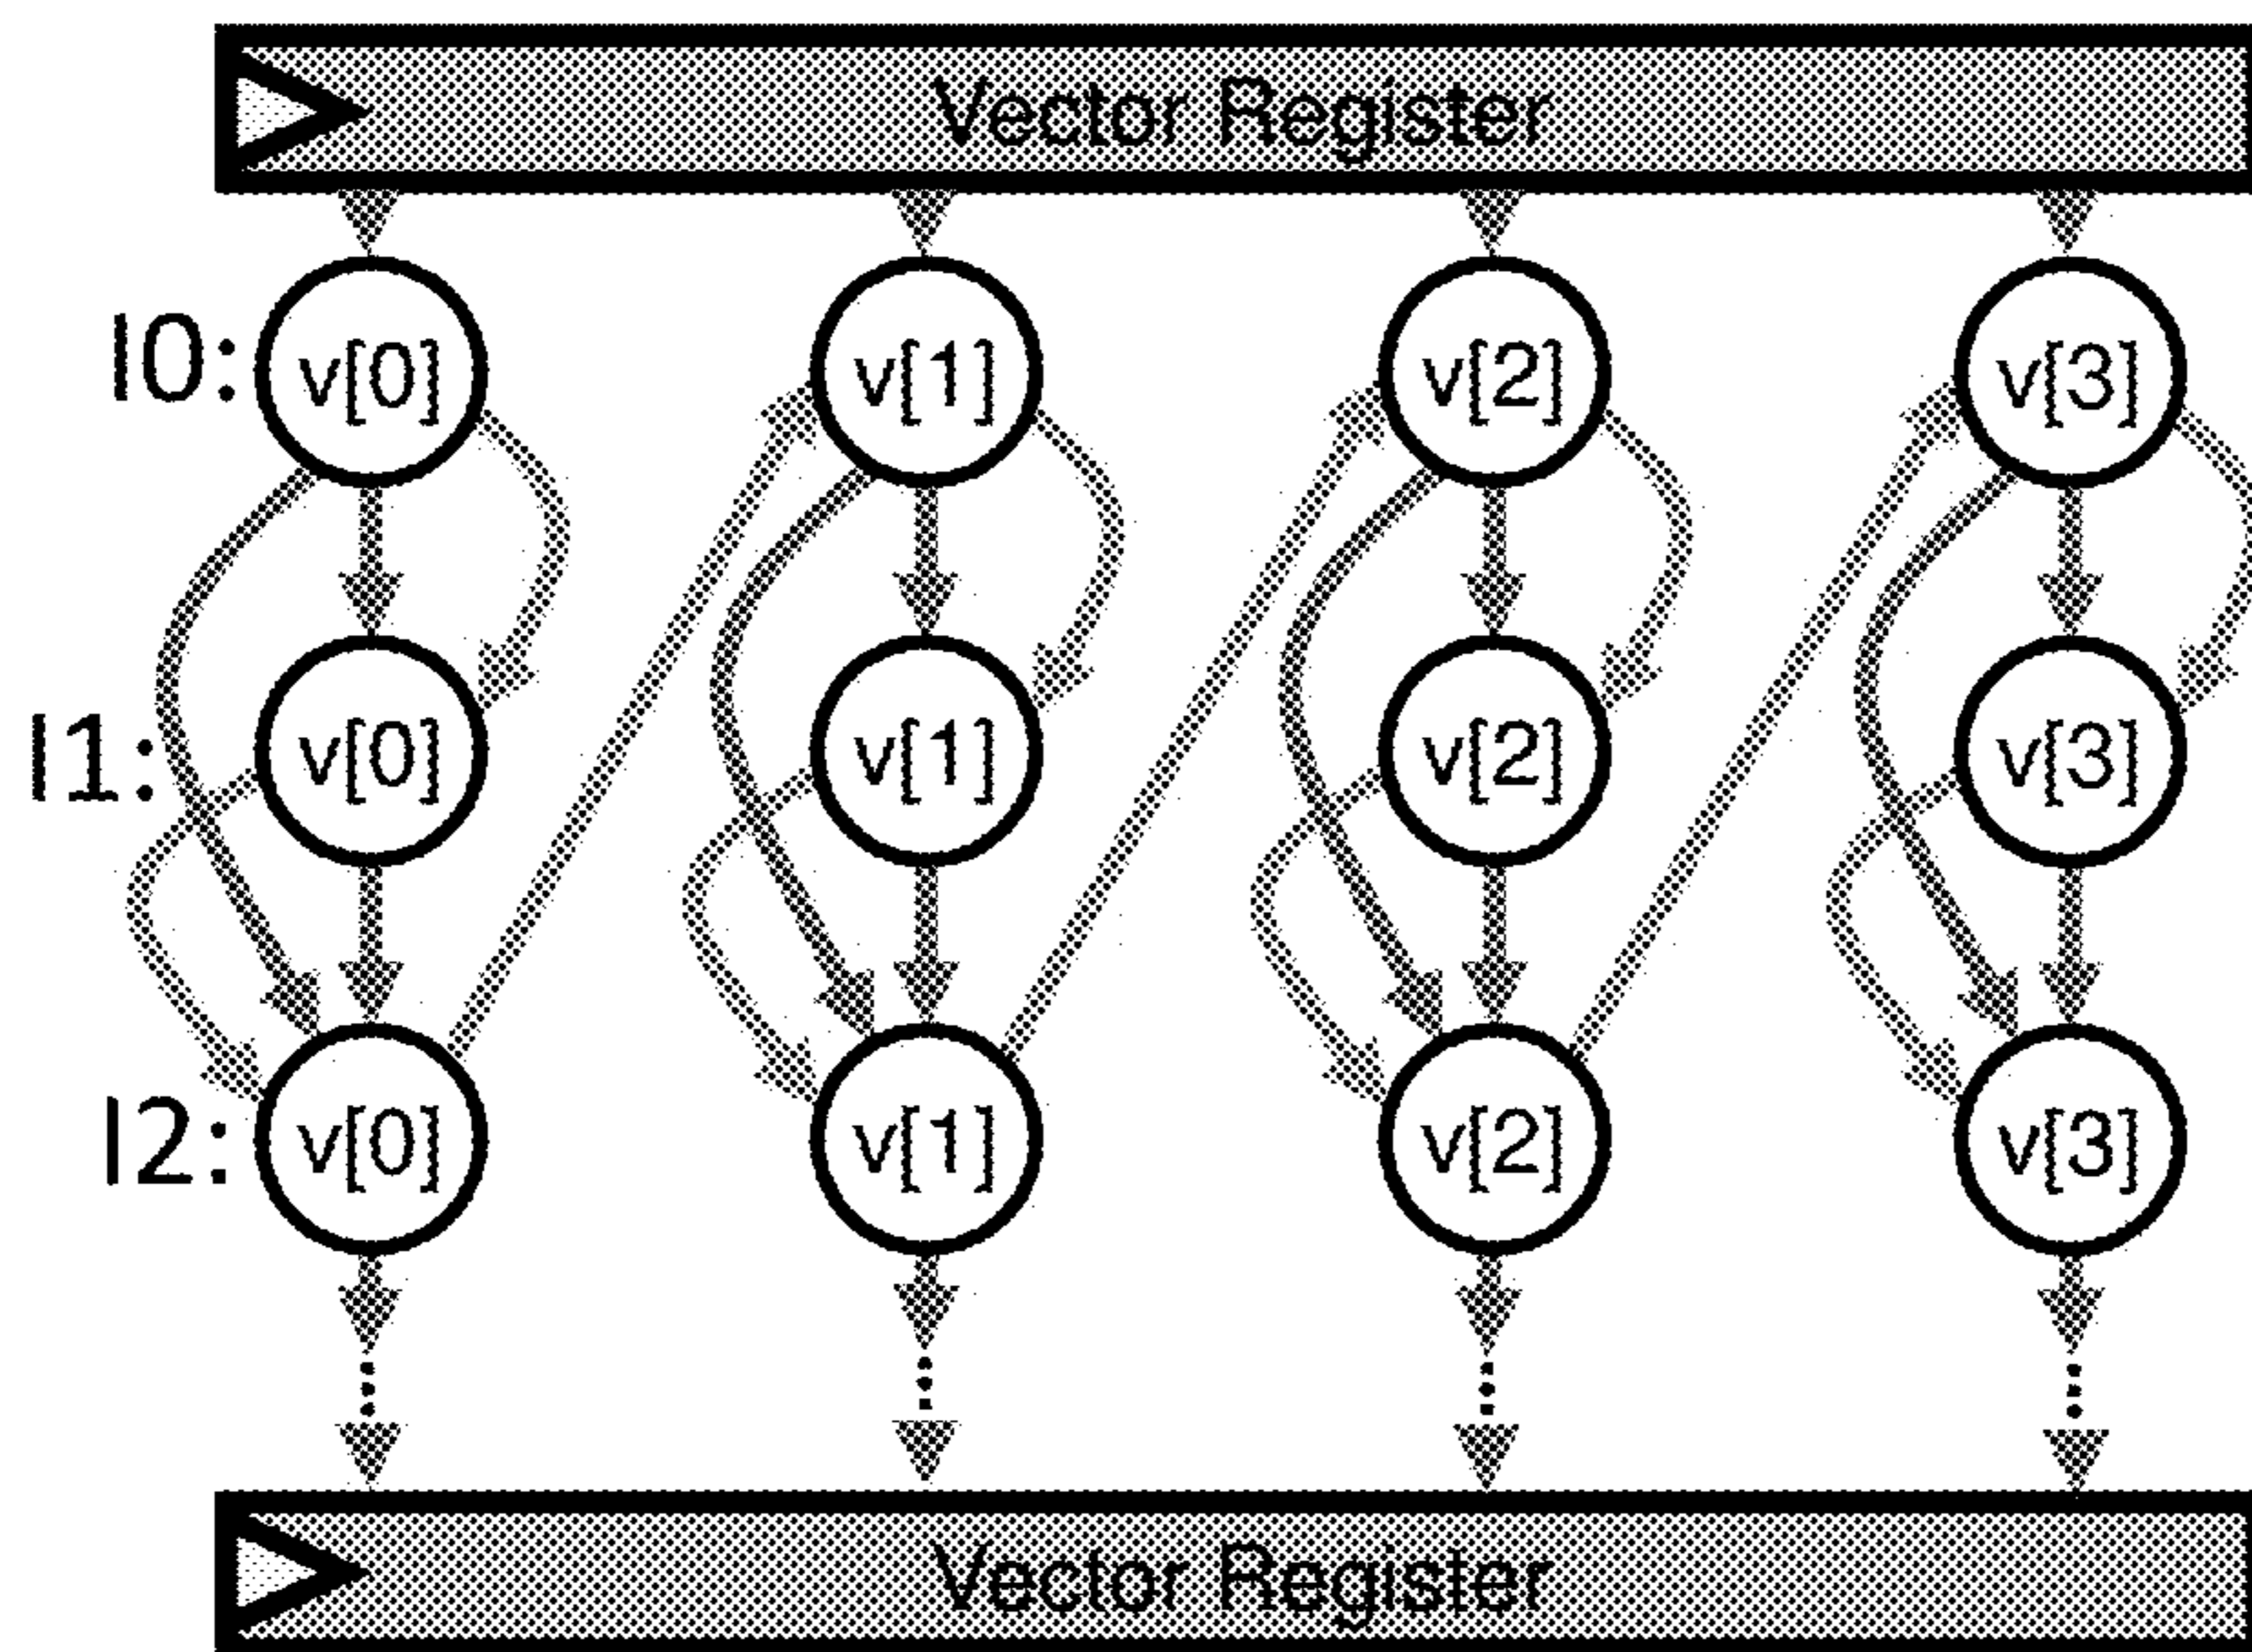 Vector Register
I0: v[0] v[1] v[2] v[3]
I1: v[0] v[1] v[2] v[3]
I2: v[0] v[1] v[2] v[3]
Vector Register